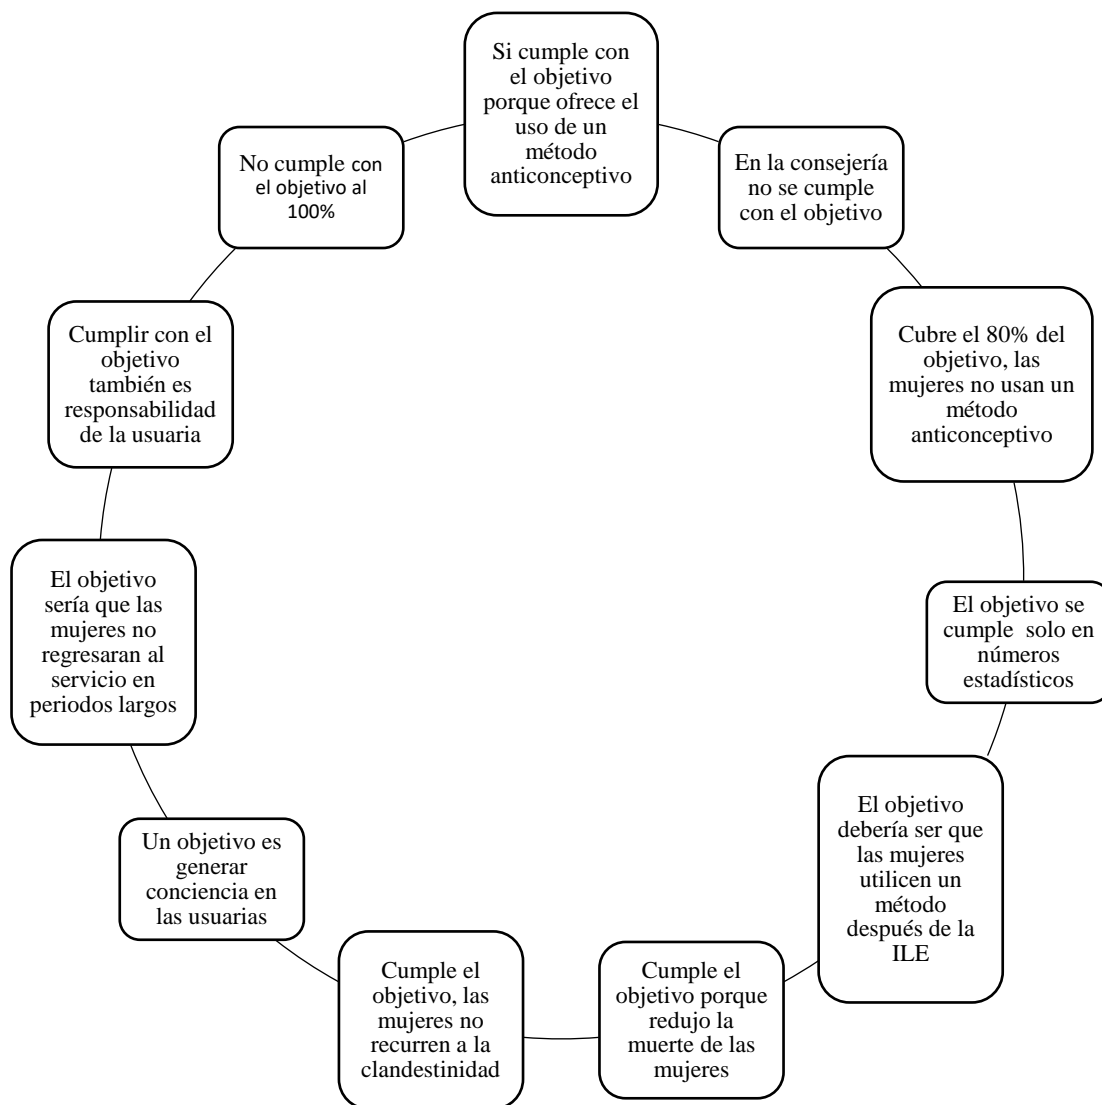 Si cumple con
el objetivo
porque ofrece el
uso de un
método
anticonceptivo
En la consejería
no se cumple
con el objetivo
Cubre el 80% del
objetivo, las
mujeres no usan un
método
anticonceptivo
El objetivo se
cumple solo en
números
estadísticos
El objetivo
debería ser que
las mujeres
utilicen un
método
después de la
ILE
Cumple el
objetivo porque
redujo la
muerte de las
mujeres
Cumple el
objetivo, las
mujeres no
recurren a la
clandestinidad
Un objetivo es
generar
conciencia en
las usuarias
El objetivo
sería que las
mujeres no
regresaran al
servicio en
periodos largos
Cumplir con el
objetivo
también es
responsabilidad
de la usuaria
No cumple con
el objetivo al
100%